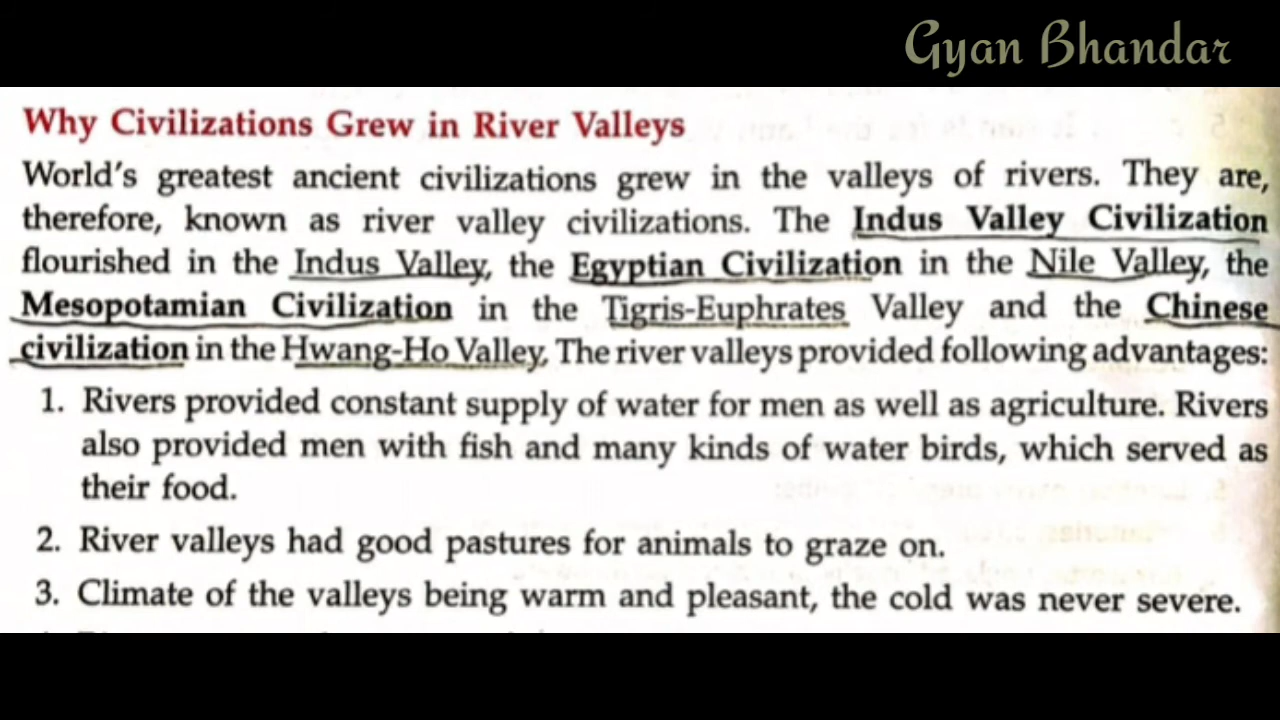 Gyan Bhandar
Why Civilizations Grew in River Valleys
World's greatest ancient civilizations grew in the valleys of rivers. They are,
therefore, known as river valley civilizations. The Indus Valley Civilization
flourished in the Indus Valley, the Egyptian Civilization in the Nile Valley, the
Mesopotamian Civilization in the Tigris-Euphrates Valley and the Chinese
civilization in the Hwang-Ho Valley. The river valleys provided following advantages:
1. Rivers provided constant supply of water for men as well as agriculture. Rivers
also provided men with fish and many kinds of water birds, which served as
their food.
2. River valleys had good pastures for animals to graze on.
3. Climate of the valleys being warm and pleasant, the cold was never severe.